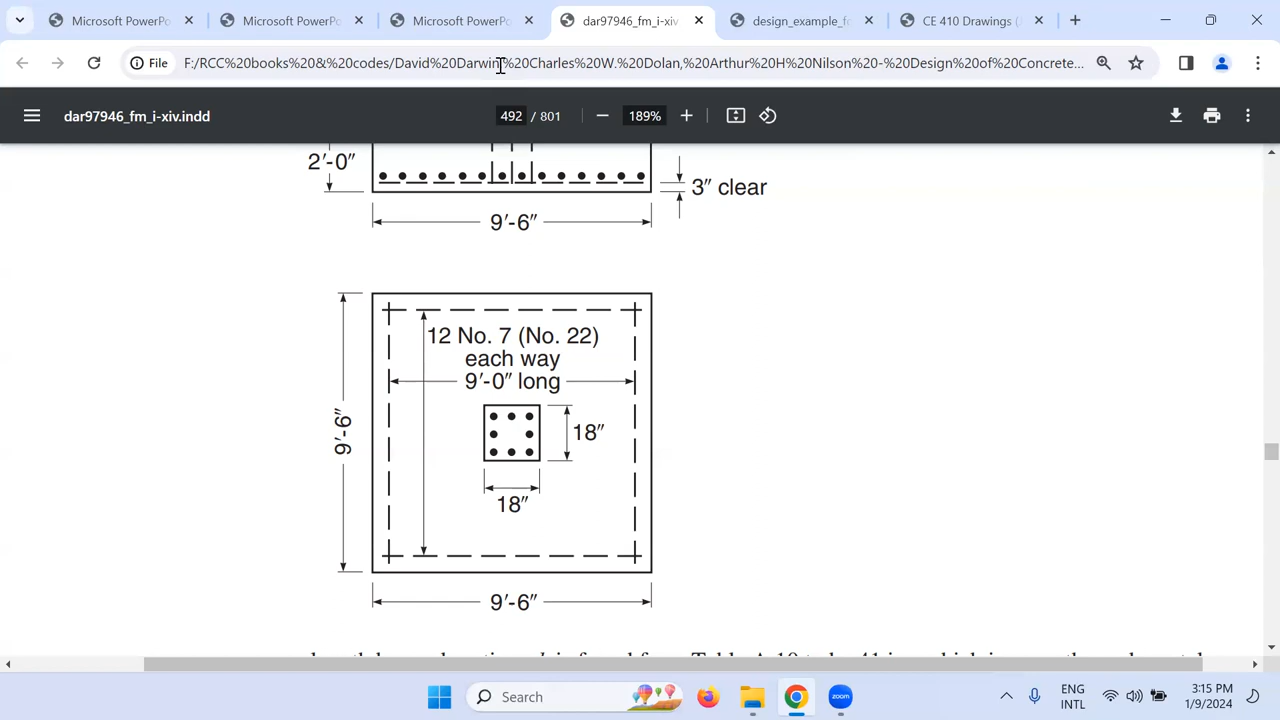 Microsoft PowerPo
Microsoft PowerPo
Microsoft PowerPo
dar97946_fm_i-xiv
design_example_f
CE 410 Drawings (
File
F:/RCC%20books%20&%20codes/David%20Darwin,%20Charles%20W.%20Dolan,%20Arthur%20H%20Nilson%20-%20Design%20of%20Concrete...
dar97946_fm_i-xiv.indd
492 / 801
189%
2′-0″
3″ clear
9′-6″
12 No. 7 (No. 22)
each way
9′-0″ long
9′-6″
18″
18″
9′-6″
Search
zoom
ENG
INTL
3:15 PM
1/9/2024